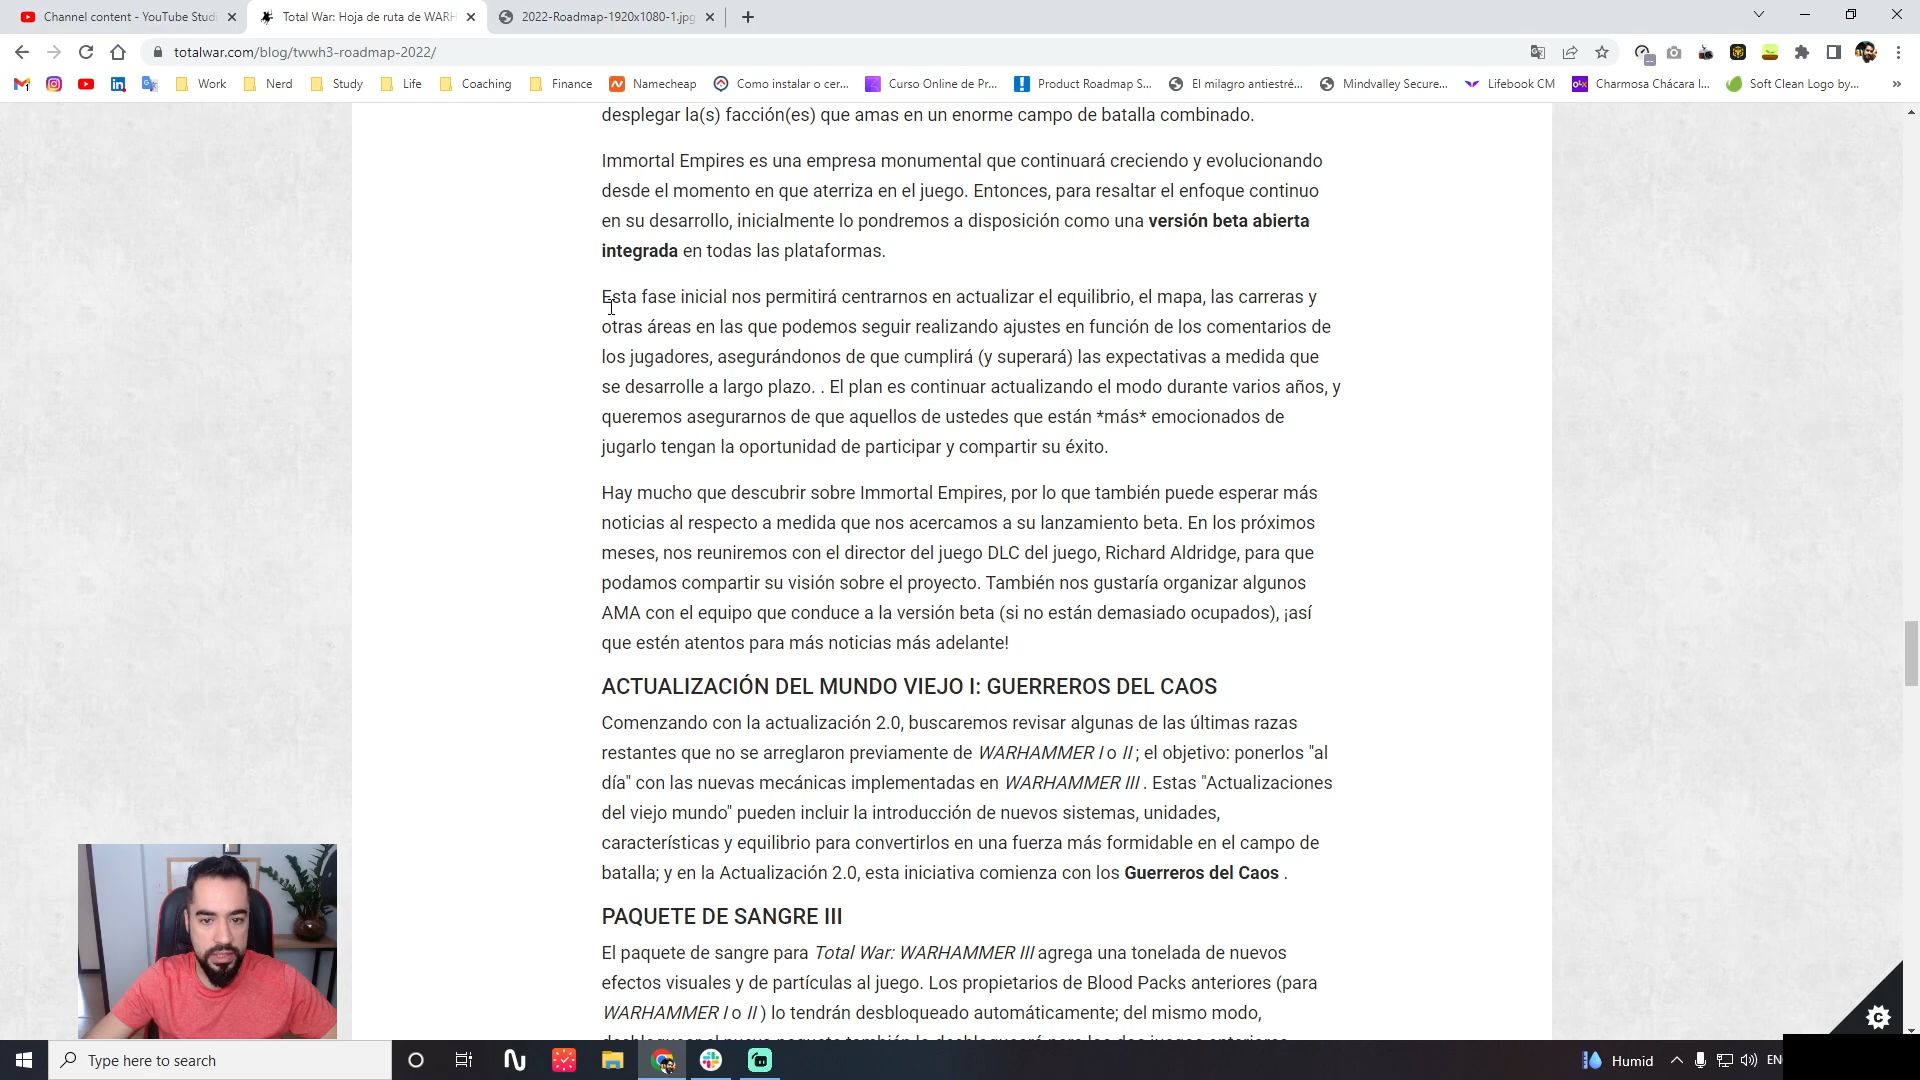 Channel content - YouTube Studi
Total War: Hoja de ruta de WARH
2022-Roadmap-1920x1080-1.jpg
totalwar.com/blog/twwh3-roadmap-2022/
Work
Nerd
Study
Life
Coaching
Finance
Namecheap
Como instalar o cer...
Curso Online de Pr...
Product Roadmap S...
El milagro antiestré...
Mindvalley Secure...
Lifebook CM
Charmosa Chácara I...
Soft Clean Logo by...
»
desplegar la(s) facción(es) que amas en un enorme campo de batalla combinado.
Immortal Empires es una empresa monumental que continuará creciendo y evolucionando
desde el momento en que aterriza en el juego. Entonces, para resaltar el enfoque continuo
en su desarrollo, inicialmente lo pondremos a disposición como una versión beta abierta
integrada en todas las plataformas.
Esta fase inicial nos permitirá centrarnos en actualizar el equilibrio, el mapa, las carreras y
otras áreas en las que podemos seguir realizando ajustes en función de los comentarios de
los jugadores, asegurándonos de que cumplirá (y superará) las expectativas a medida que
se desarrolle a largo plazo. . El plan es continuar actualizando el modo durante varios años, y
queremos asegurarnos de que aquellos de ustedes que están *más* emocionados de
jugarlo tengan la oportunidad de participar y compartir su éxito.
Hay mucho que descubrir sobre Immortal Empires, por lo que también puede esperar más
noticias al respecto a medida que nos acercamos a su lanzamiento beta. En los próximos
meses, nos reuniremos con el director del juego DLC del juego, Richard Aldridge, para que
podamos compartir su visión sobre el proyecto. También nos gustaría organizar algunos
AMA con el equipo que conduce a la versión beta (si no están demasiado ocupados), ¡así
que estén atentos para más noticias más adelante!
ACTUALIZACIÓN DEL MUNDO VIEJO I: GUERREROS DEL CAOS
Comenzando con la actualización 2.0, buscaremos revisar algunas de las últimas razas
restantes que no se arreglaron previamente de WARHAMMER I o II ; el objetivo: ponerlos "al
día" con las nuevas mecánicas implementadas en WARHAMMER III . Estas "Actualizaciones
del viejo mundo" pueden incluir la introducción de nuevos sistemas, unidades,
características y equilibrio para convertirlos en una fuerza más formidable en el campo de
batalla; y en la Actualización 2.0, esta iniciativa comienza con los Guerreros del Caos .
PAQUETE DE SANGRE III
El paquete de sangre para Total War: WARHAMMER III agrega una tonelada de nuevos
efectos visuales y de partículas al juego. Los propietarios de Blood Packs anteriores (para
WARHAMMER I o II ) lo tendrán desbloqueado automáticamente; del mismo modo,
Type here to search
Humid